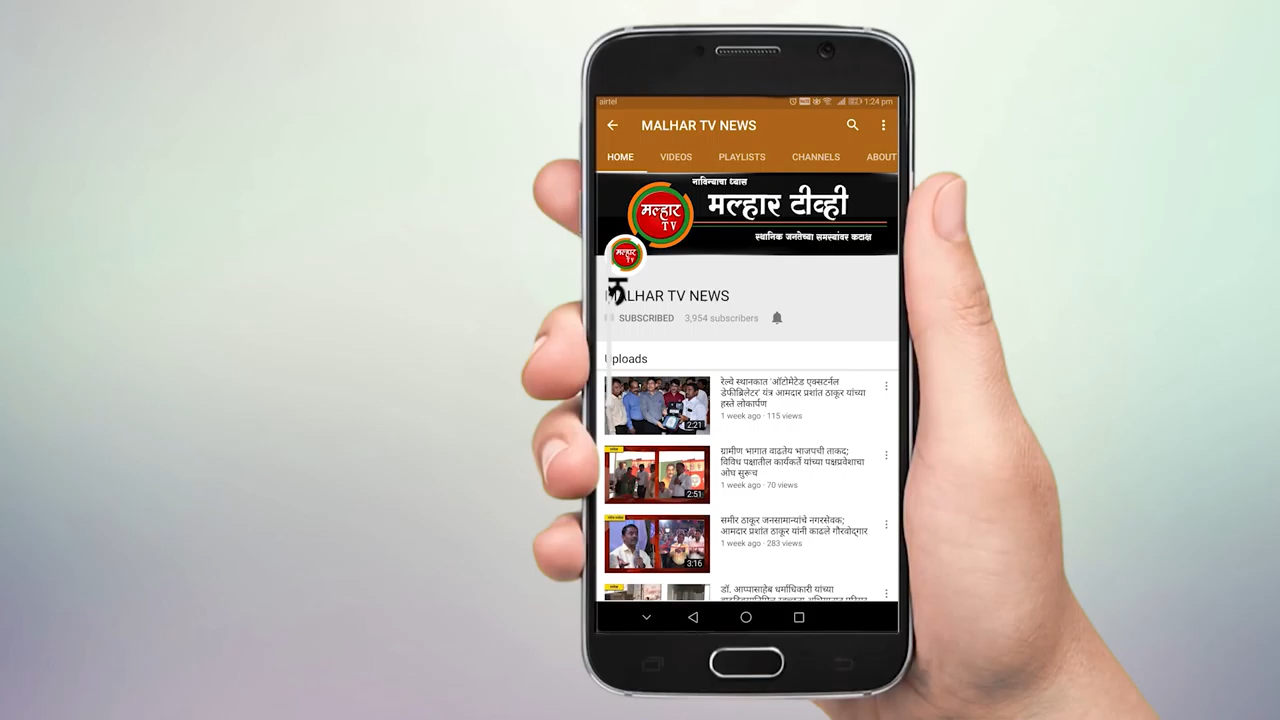 airtel 1:24 pm
MALHAR TV NEWS
HOME VIDEOS PLAYLISTS CHANNELS ABOUT
नाविन्याचा ध्यास
मल्हार टीव्ही
मल्हार
TV
स्थानिक जनतेच्या समस्यांवर कटाक्ष
मल्हार
TV
रु
MALHAR TV NEWS
SUBSCRIBED 3,954 subscribers
Uploads
रेल्वे स्थानकात 'ऑटोमेटेड एक्सटर्नल
डेफीब्रिलेटर' यंत्र आमदार प्रशांत ठाकूर यांच्या
हस्ते लोकार्पण
1 week ago · 115 views
2:21
ग्रामीण भागात वाढतेय भाजपची ताकद;
विविध पक्षातील कार्यकर्ते यांच्या पक्षप्रवेशाचा
ओघ सुरूच
1 week ago · 70 views
2:51
समीर ठाकूर जनसामान्यांचे नगरसेवक;
आमदार प्रशांत ठाकूर यांनी काढले गौरवोद्गार
1 week ago · 283 views
3:16
डॉ. आप्पासाहेब धर्माधिकारी यांच्या